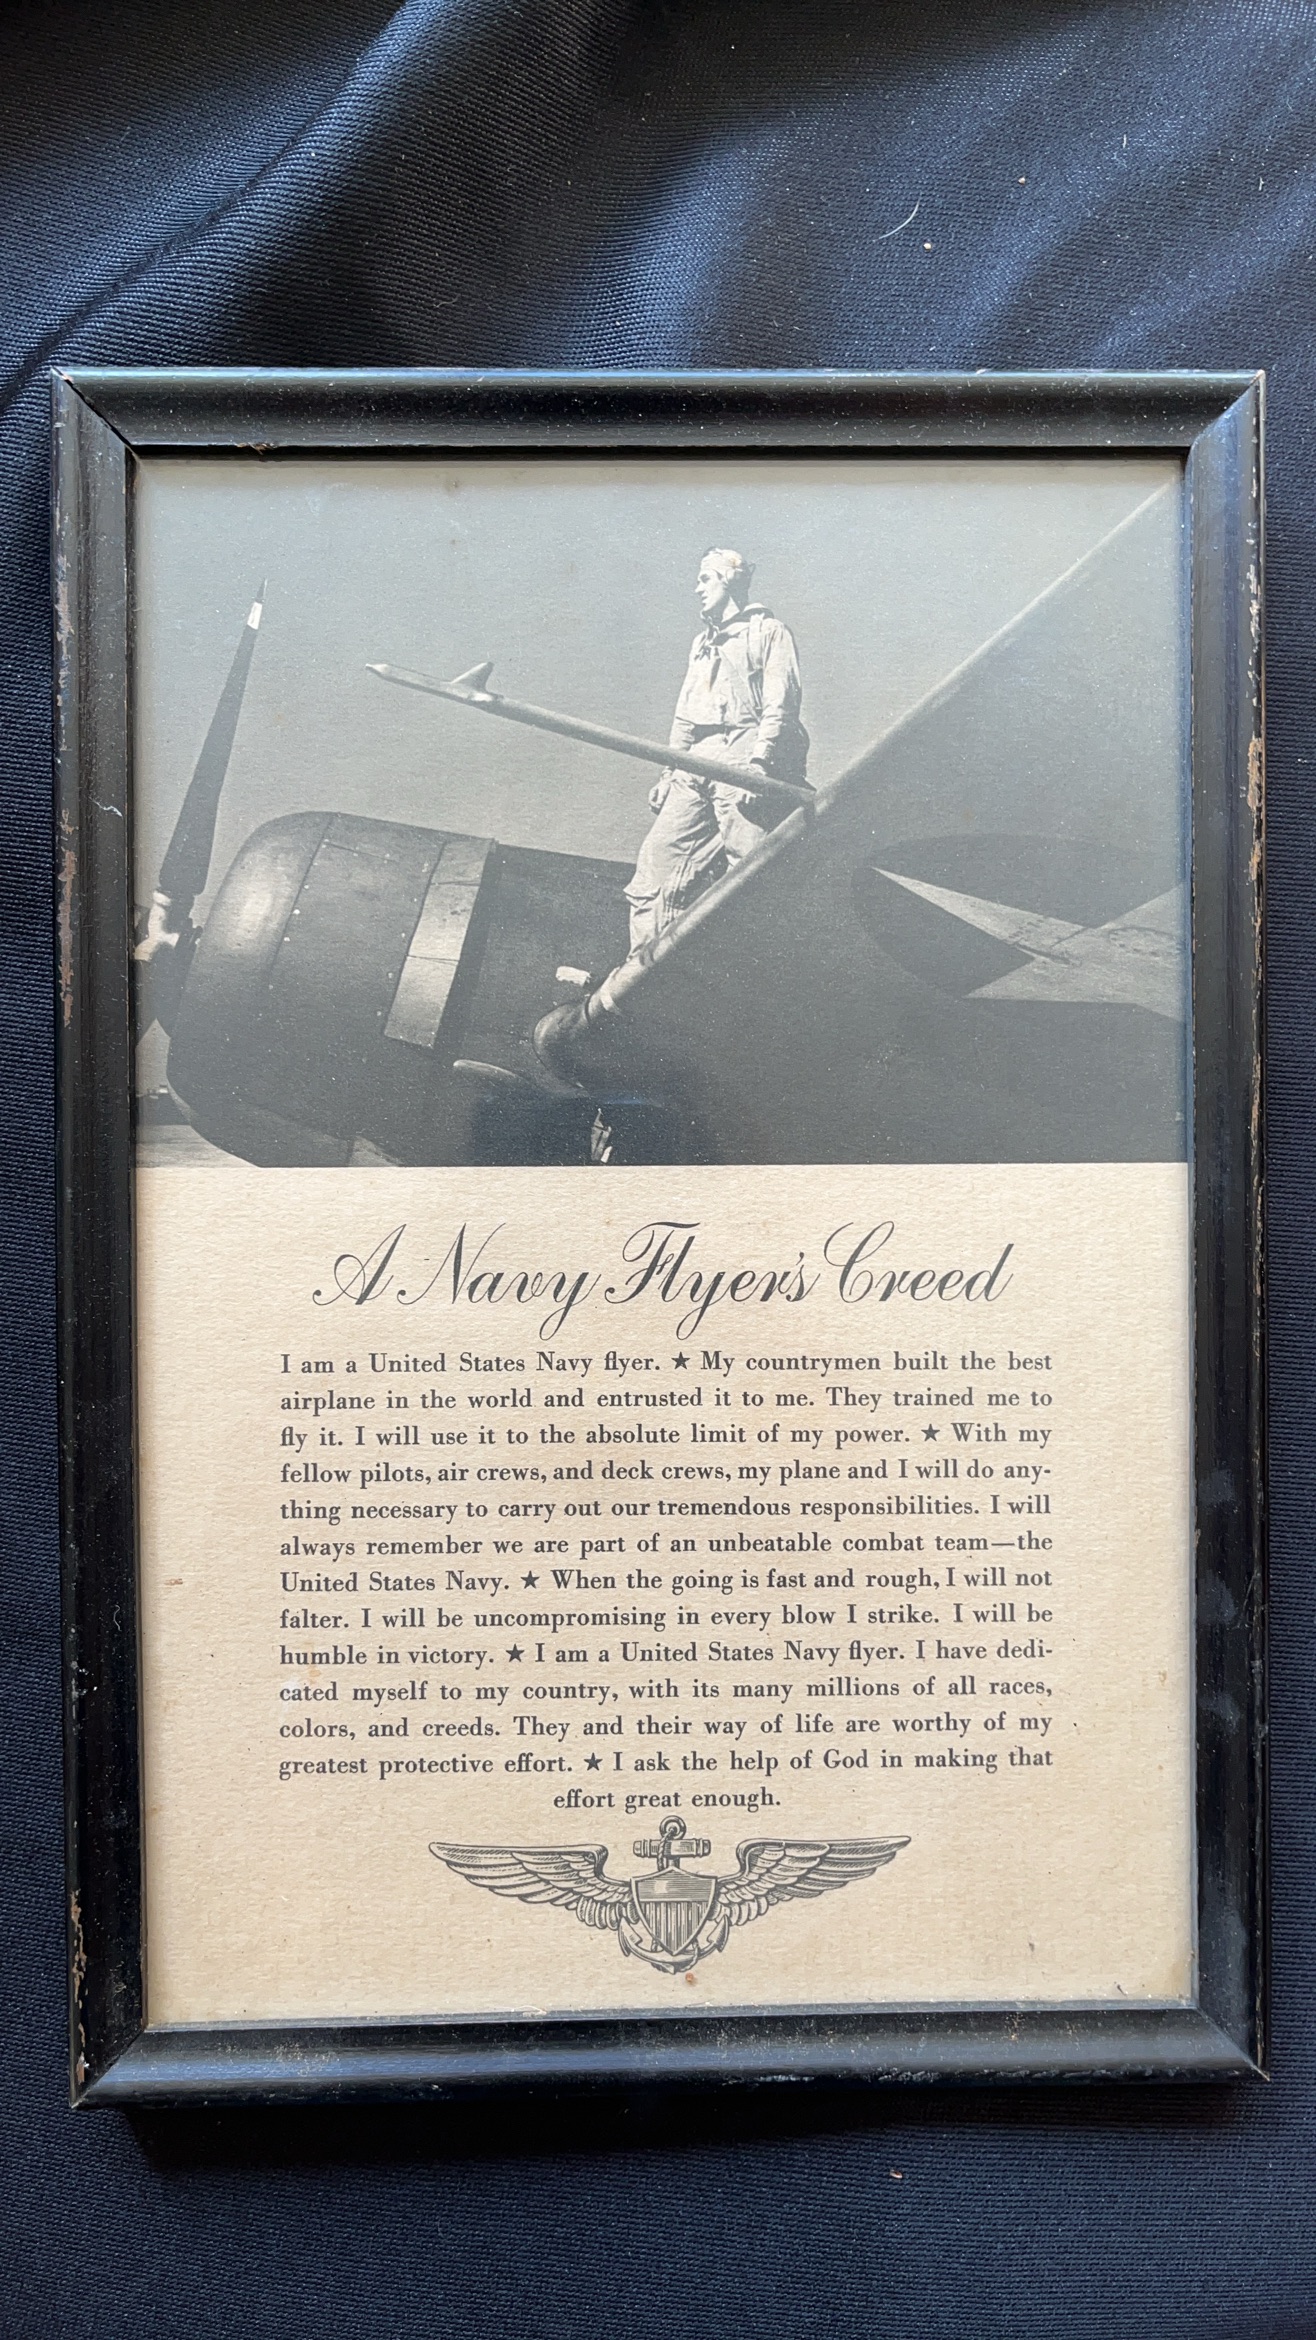 A Navy Flyer's Creed
I am a United States Navy flyer. ★ My countrymen built the best
airplane in the world and entrusted it to me. They trained me to
fly it. I will use it to the absolute limit of my power. ★ With my
fellow pilots, air crews, and deck crews, my plane and I will do any-
thing necessary to carry out our tremendous responsibilities. I will
always remember we are part of an unbeatable combat team—the
United States Navy. ★ When the going is fast and rough, I will not
falter. I will be uncompromising in every blow I strike. I will be
humble in victory. ★ I am a United States Navy flyer. I have dedi-
cated myself to my country, with its many millions of all races,
colors, and creeds. They and their way of life are worthy of my
greatest protective effort. ★ I ask the help of God in making that
effort great enough.